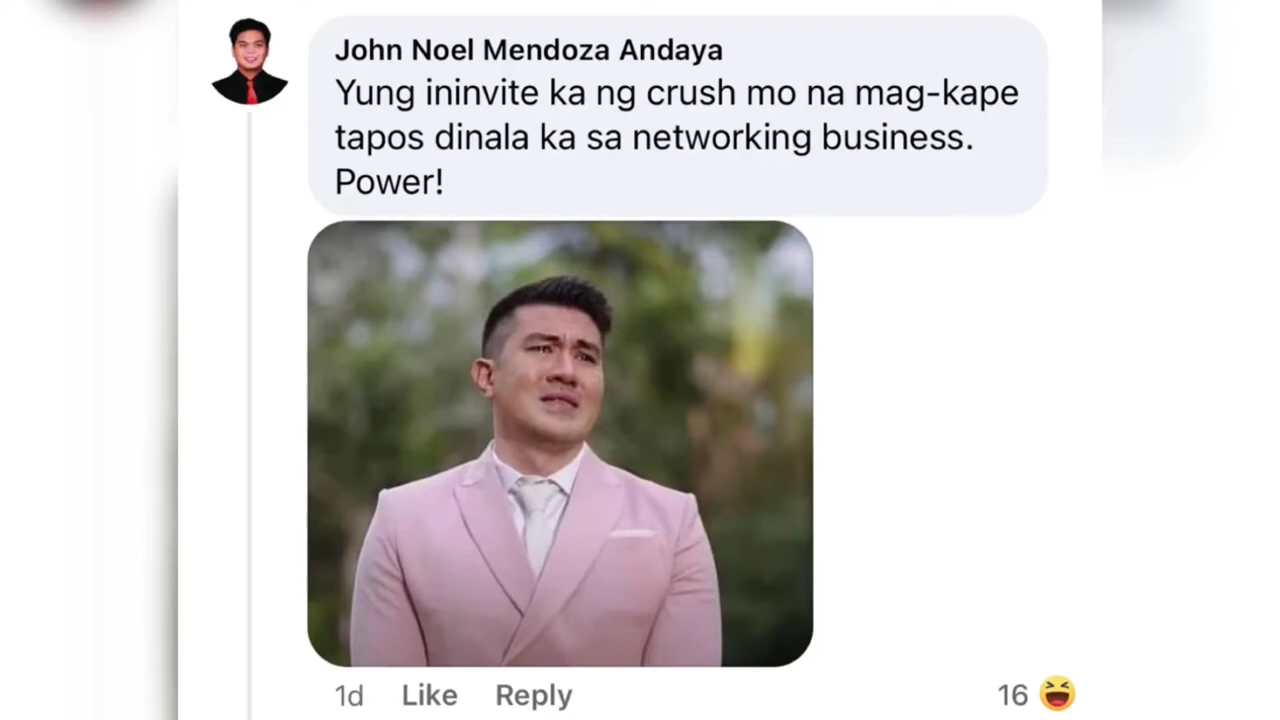 John Noel Mendoza Andaya
Yung ininvite ka ng crush mo na mag-kape
tapos dinala ka sa networking business.
Power!
1d Like Reply 16